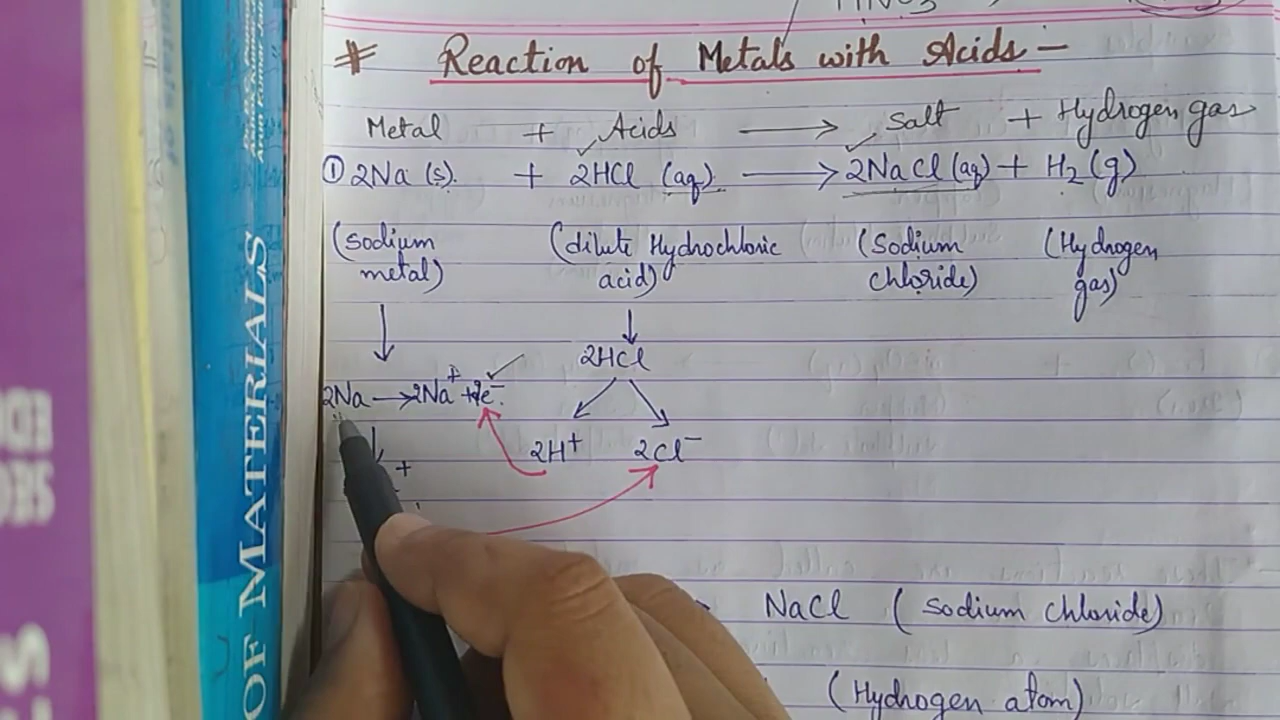 HNO3
# Reaction of Metals with Acids -
Metal + Acids → Salt + Hydrogen gas
① 2Na (s) + 2HCl (aq) → 2NaCl (aq) + H2 (g)
(sodium metal) (dilute Hydrochloric acid) (Sodium chloride) (Hydrogen gas)
2HCl
2Na → 2Na+ + 2e-
2H+ 2Cl-
+
NaCl (Sodium chloride)
(Hydrogen atom)
OF MATERIALS